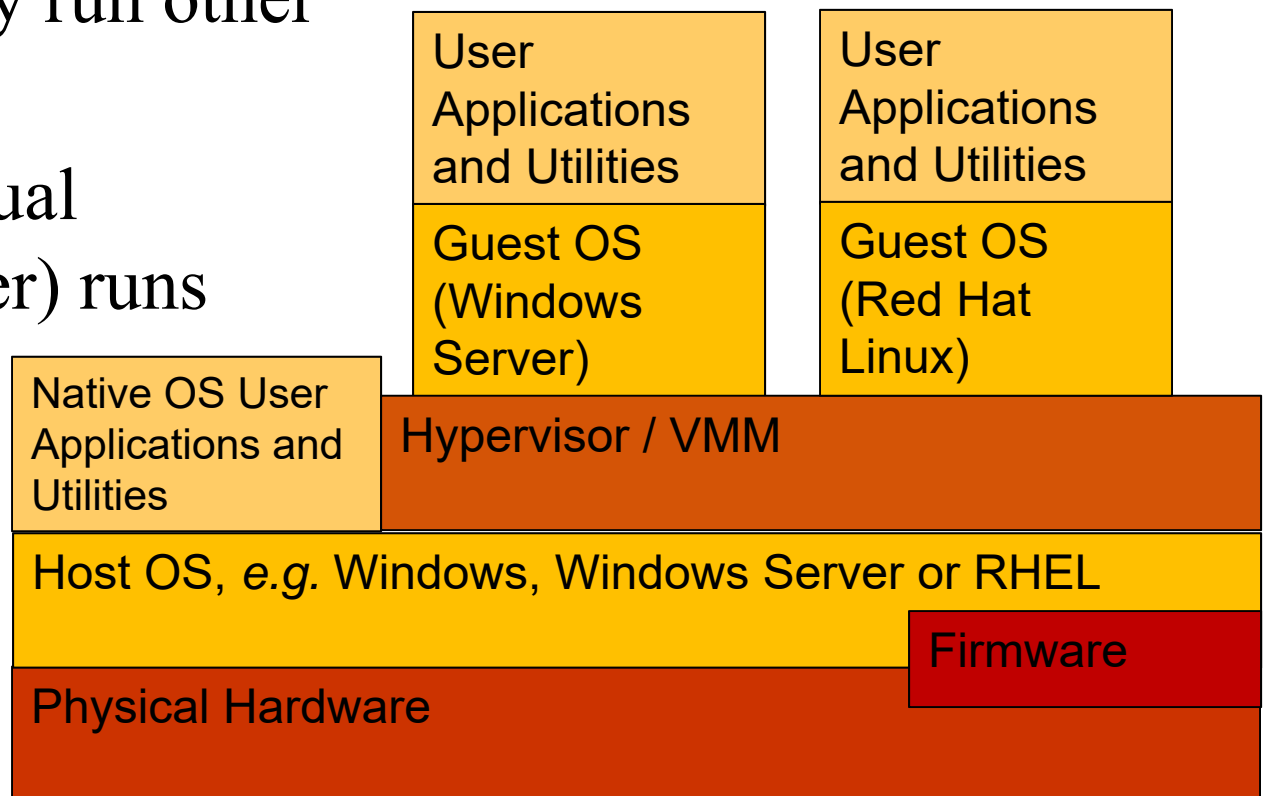 y run other
ual
er) runs
User
Applications
and Utilities
Guest OS
(Windows
Server)
User
Applications
and Utilities
Guest OS
(Red Hat
Linux)
Native OS User
Applications and
Utilities
Hypervisor / VMM
Host OS, e.g. Windows, Windows Server or RHEL
Firmware
Physical Hardware